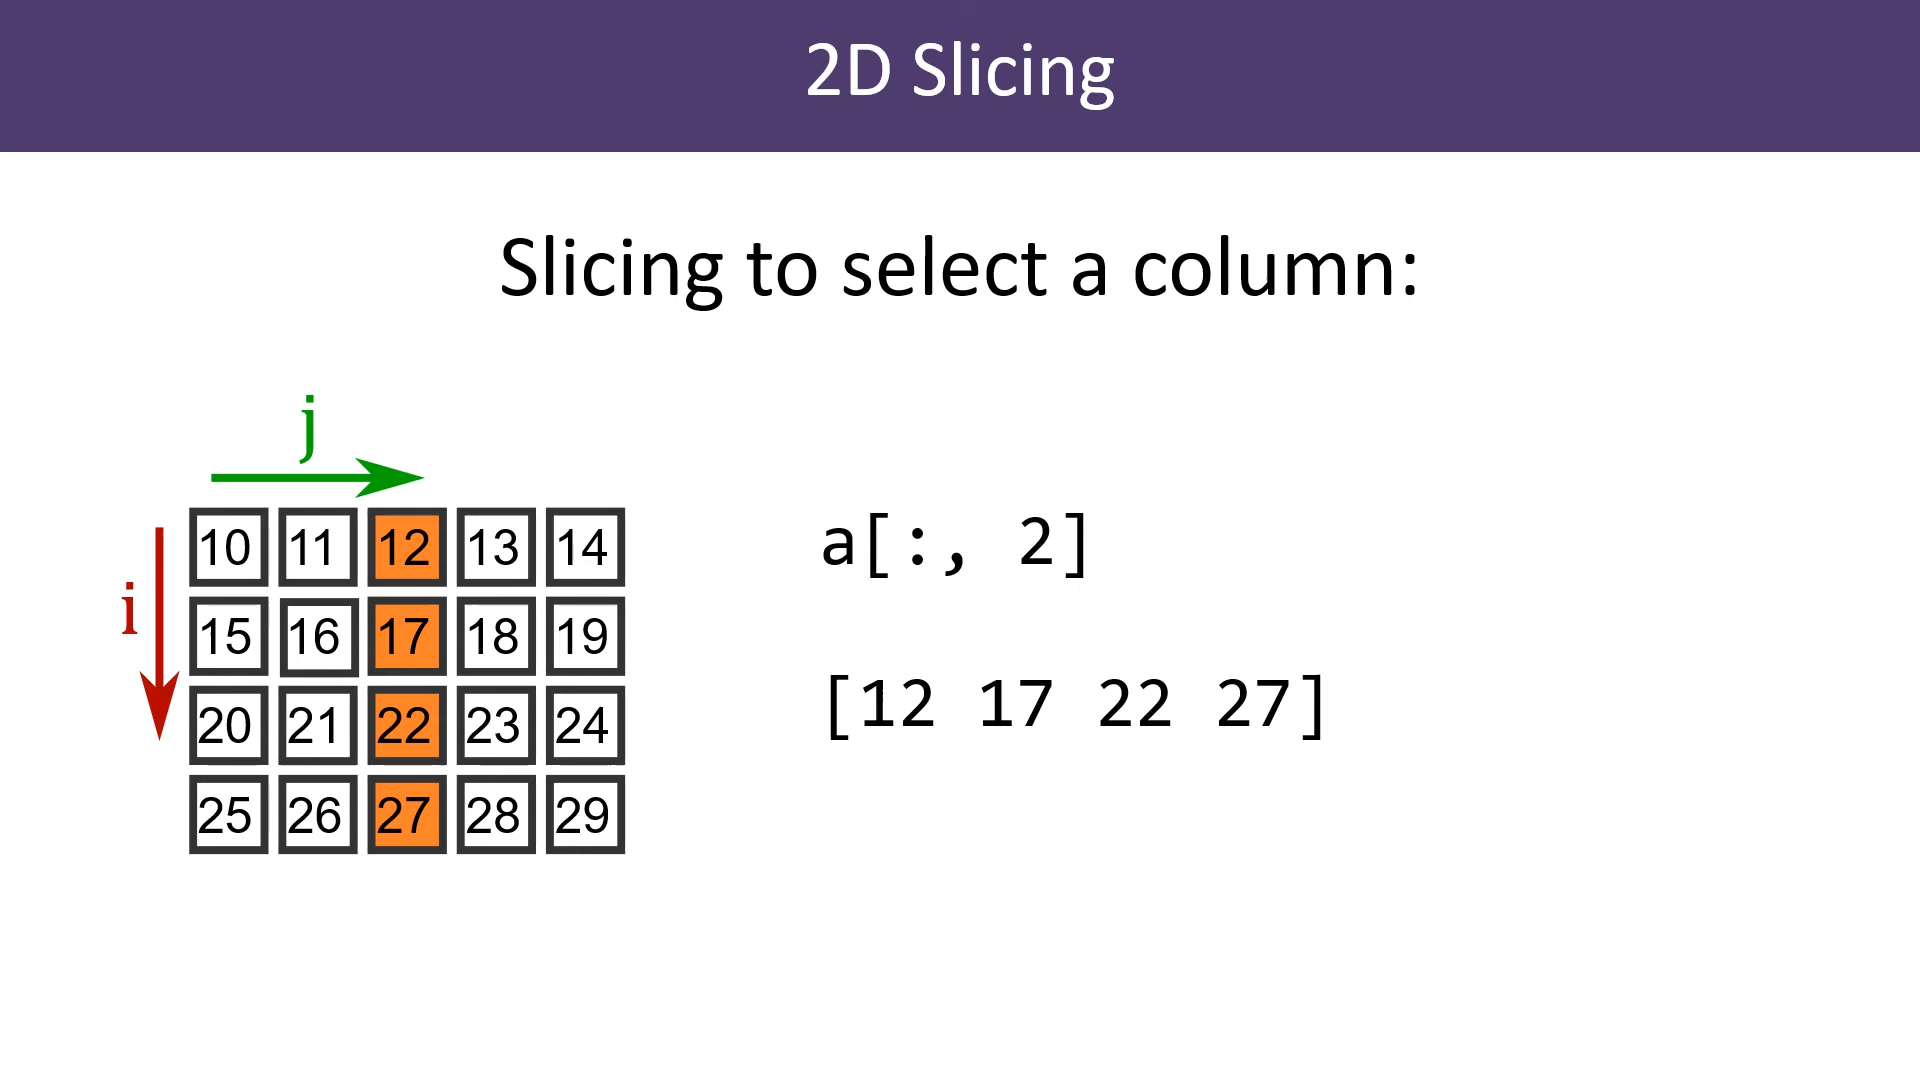 2D Slicing
Slicing to select a column:
j
i
10 11 12 13 14
15 16 17 18 19
20 21 22 23 24
25 26 27 28 29
a[:, 2]
[12 17 22 27]